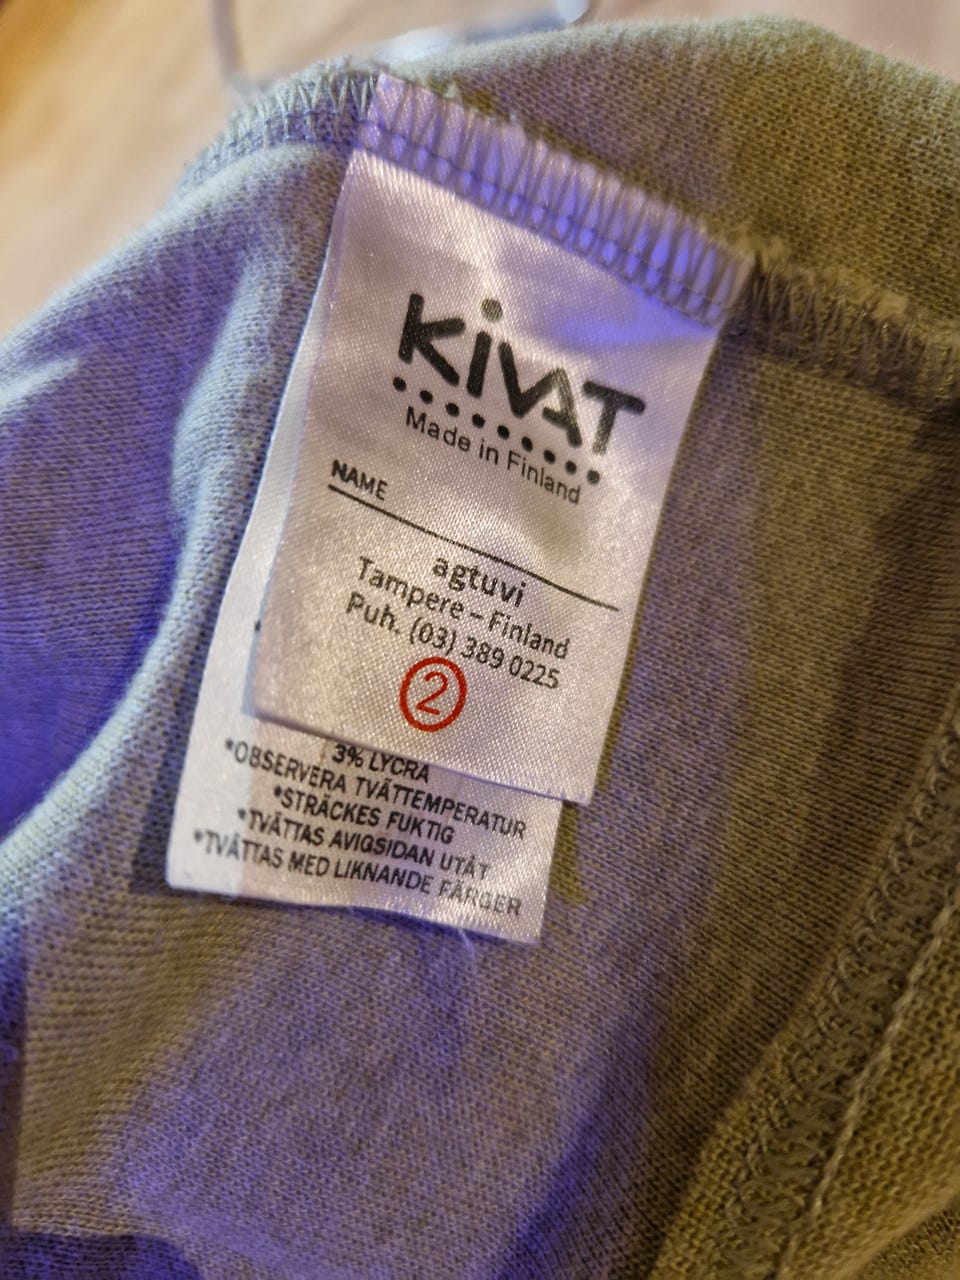 KiVAT
Made in Finland
NAME
agtuvi
Tampere – Finland
Puh. (03) 389 0225
2
3% LYCRA
*OBSERVERA TVÄTTEMPERATUR
*STRÄCKES FUKTIG
*TVÄTTAS AVIGSIDAN UTÅT
*TVÄTTAS MED LIKNANDE FÄRGER